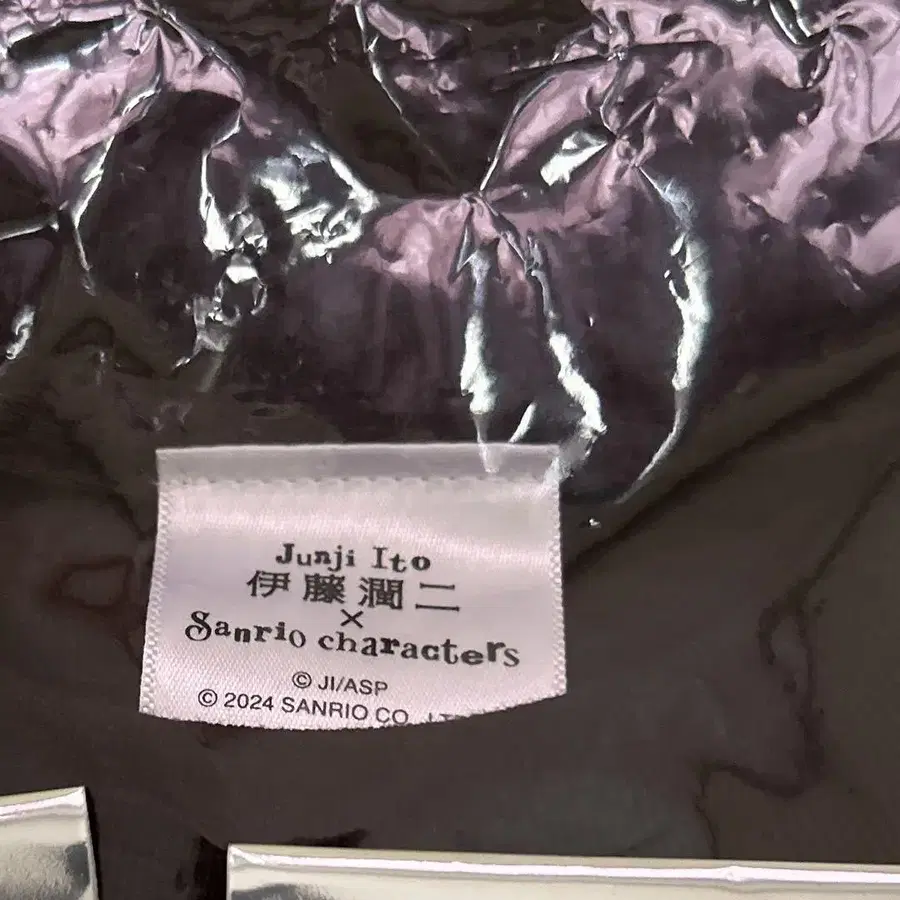 Junji Ito
伊藤潤二
×
Sanrio characters
© JI/ASP
© 2024 SANRIO CO.